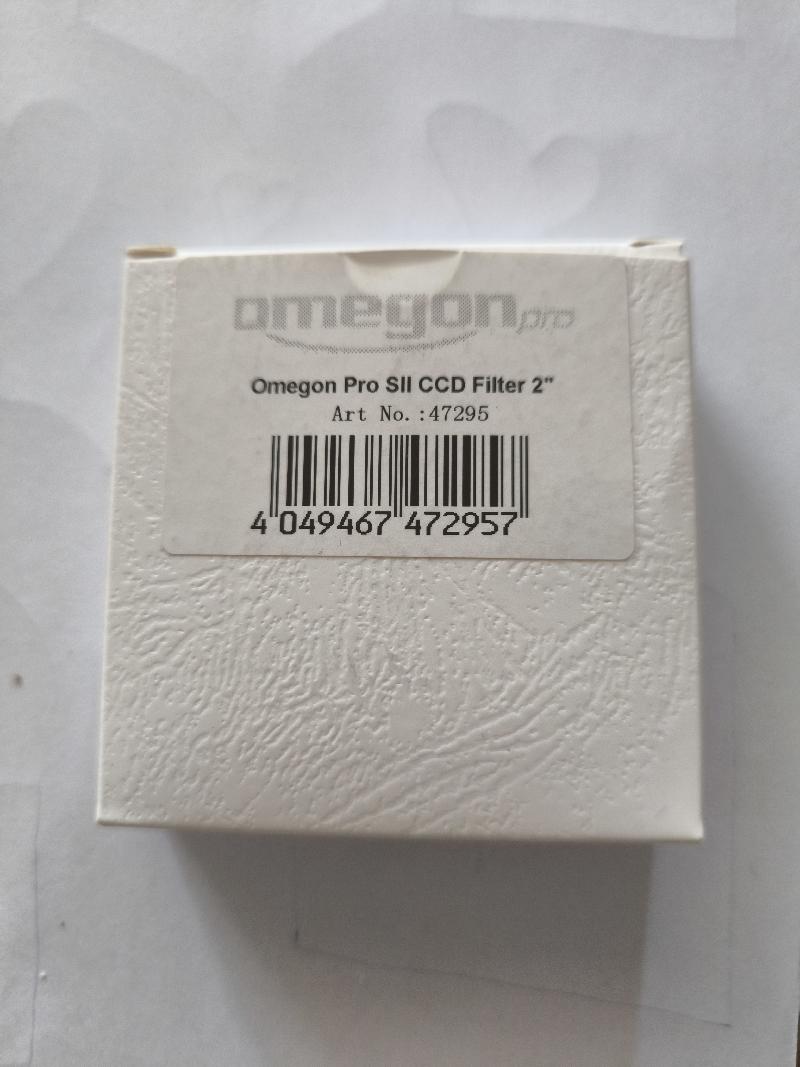 omegon pro
Omegon Pro SII CCD Filter 2"
Art No.:47295
4 049467 472957